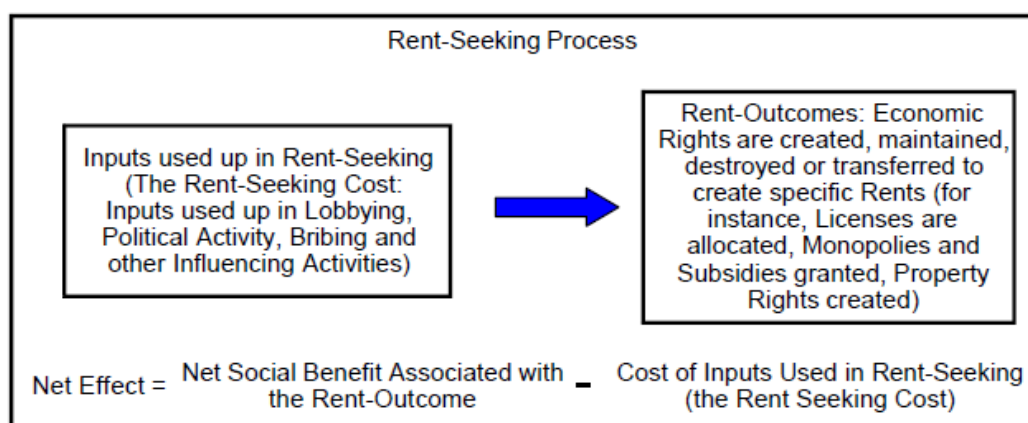 Rent-Seeking Process
Inputs used up in Rent-Seeking
(The Rent-Seeking Cost:
Inputs used up in Lobbying,
Political Activity, Bribing and
other Influencing Activities)
Rent-Outcomes: Economic
Rights are created, maintained,
destroyed or transferred to
create specific Rents (for
instance, Licenses are
allocated, Monopolies and
Subsidies granted, Property
Rights created)
Net Effect = Net Social Benefit Associated with - Cost of Inputs Used in Rent-Seeking
the Rent-Outcome (the Rent Seeking Cost)